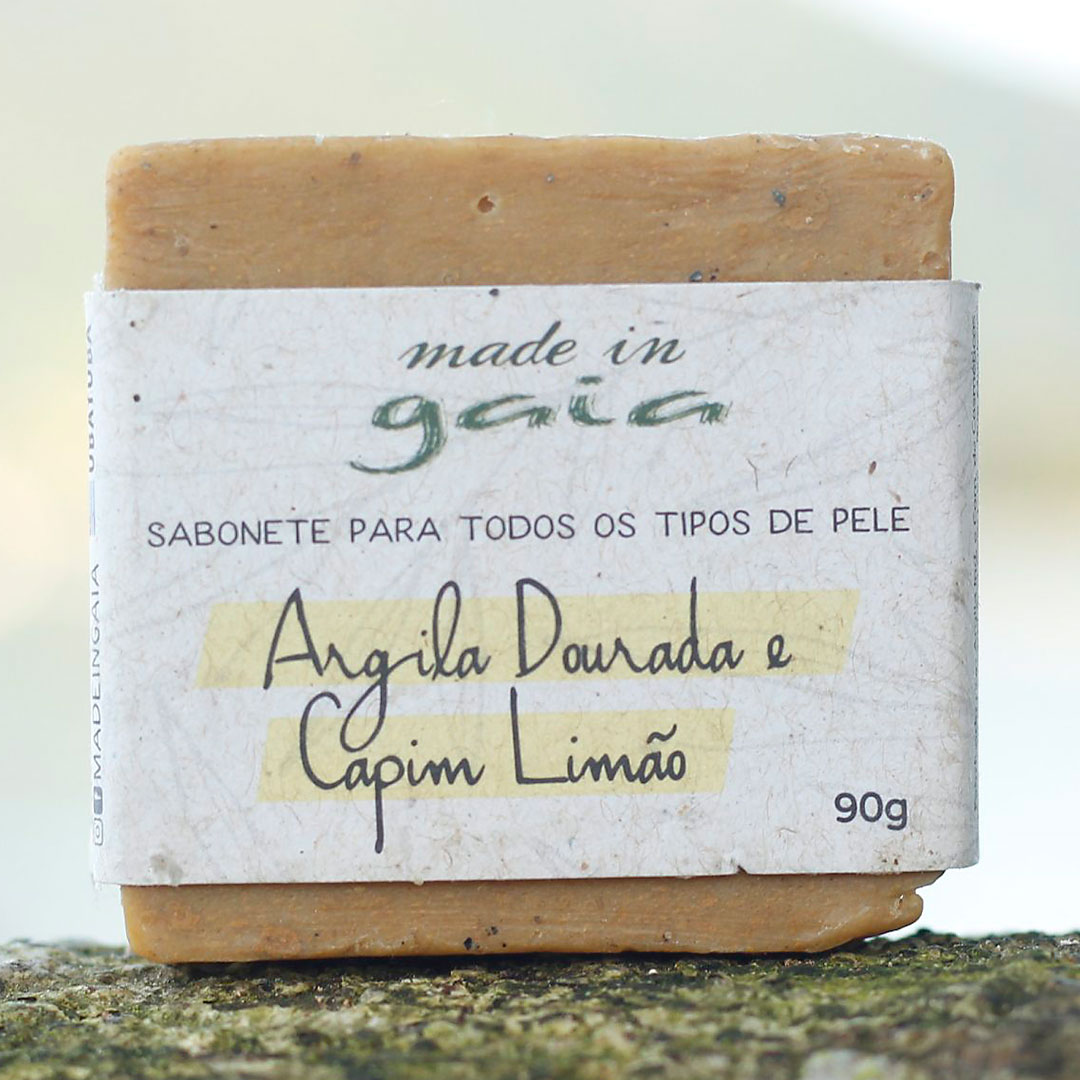 made in
gaia
SABONETE PARA TODOS OS TIPOS DE PELE
Argila Dourada e
Capim Limão
90g
MADEINGAIA
UBATUBA